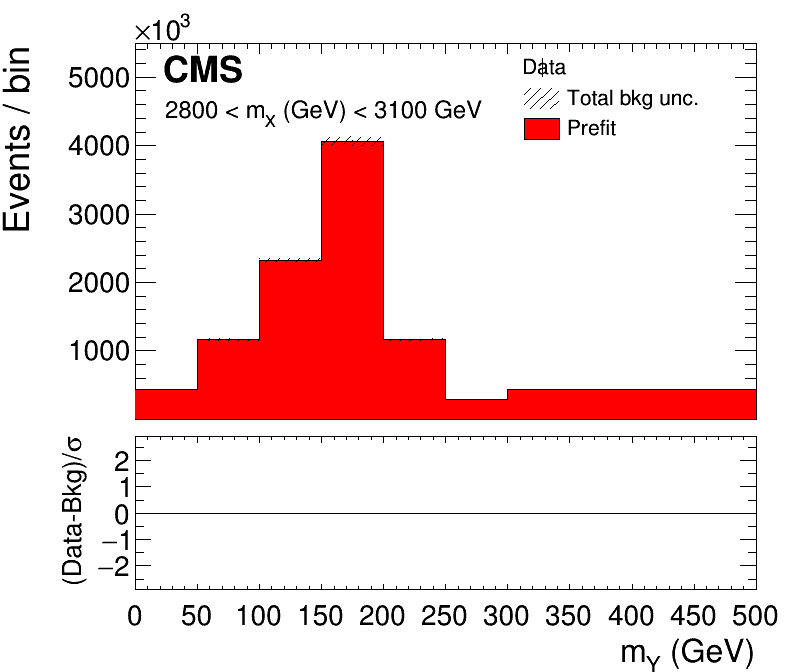 ×10³
Events / bin
5000
4000
3000
2000
1000
CMS
2800 < m_X (GeV) < 3100 GeV
Data
Total bkg unc.
Prefit
(Data-Bkg)/σ
2
1
0
−1
−2
0 50 100 150 200 250 300 350 400 450 500
m_Y (GeV)